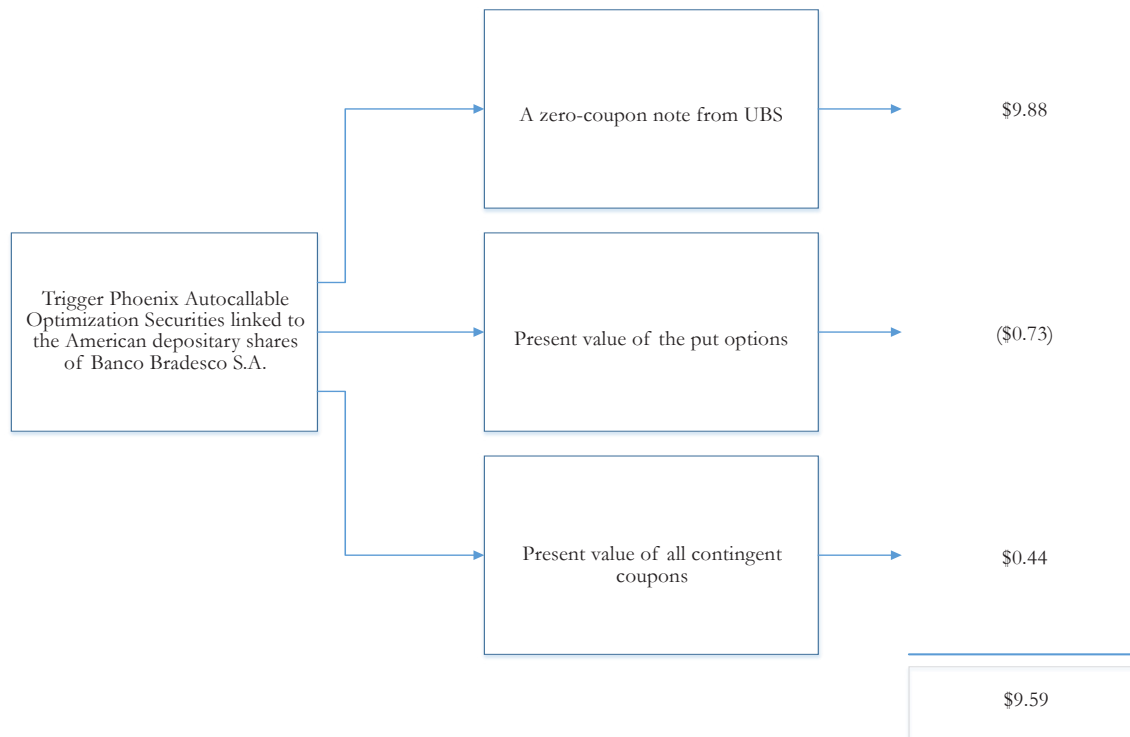 A zero-coupon note from UBS
$9.88
Trigger Phoenix Autocallable
Optimization Securities linked to
the American depositary shares
of Banco Bradesco S.A.
Present value of the put options
($0.73)
Present value of all contingent
coupons
$0.44
$9.59